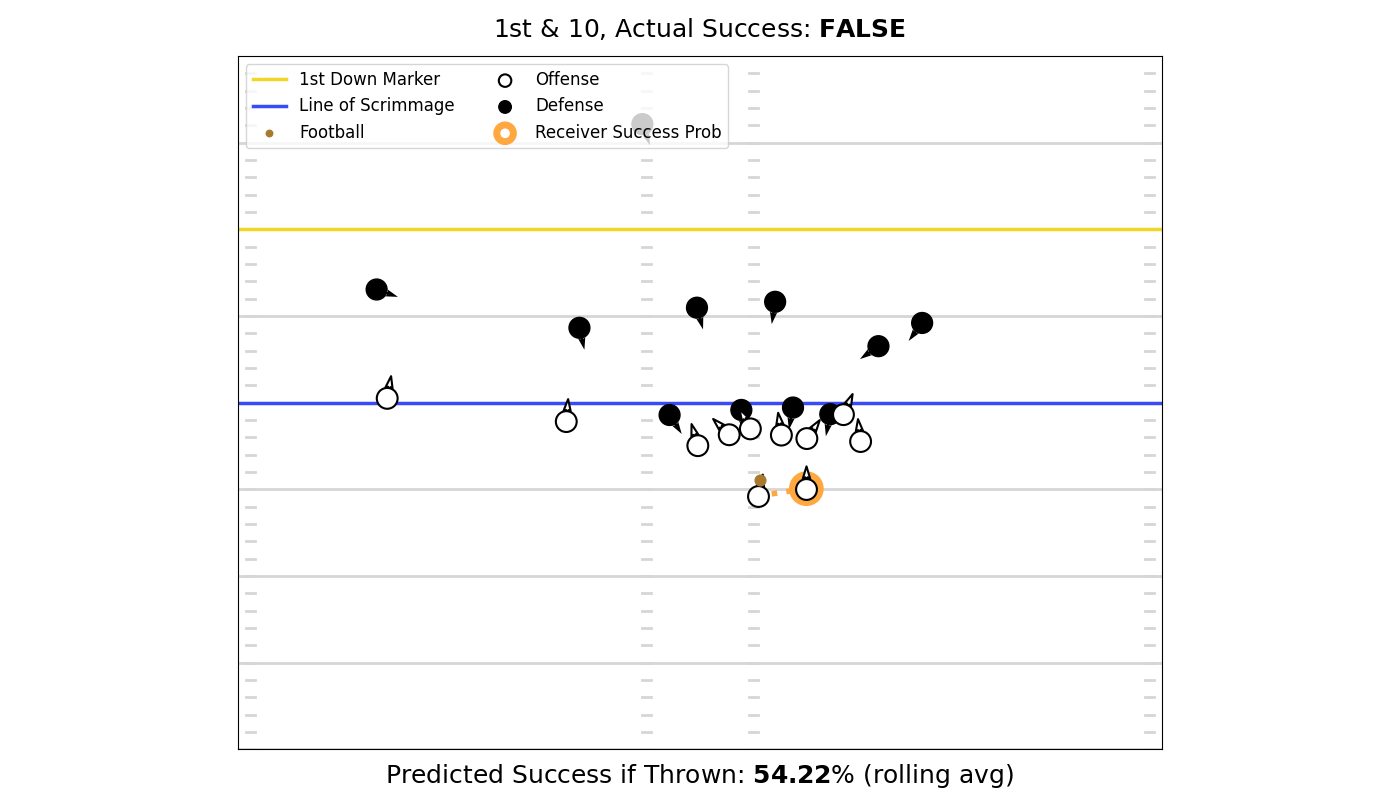 1st & 10, Actual Success: FALSE
1st Down Marker
Line of Scrimmage
Football
Offense
Defense
Receiver Success Prob
Predicted Success if Thrown: 54.22% (rolling avg)